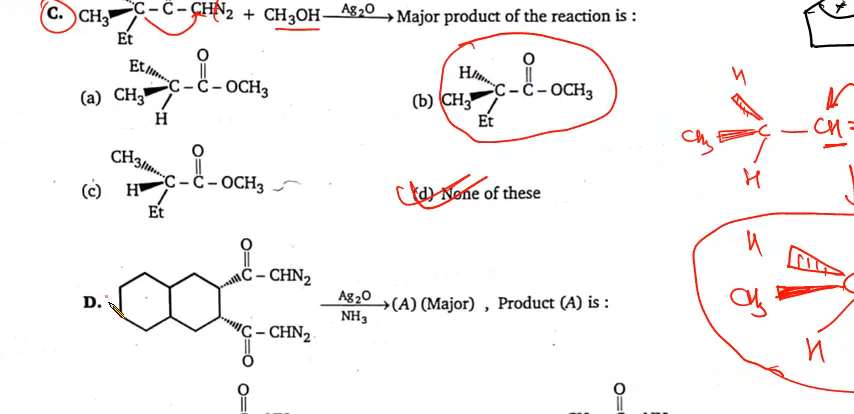 C. CH₃ C - C - CHN₂ + CH₃OH Ag₂O → Major product of the reaction is :
Et
(a) Et CH₃ C - C - OCH₃ O H
(b) H CH₃ C - C - OCH₃ O Et
(c) CH₃ H C - C - OCH₃ O Et
(d) None of these
H
CH₃ C — CH=
H
H
CH₃ C
H
D. O C - CHN₂ C - CHN₂ O Ag₂O NH₃ → (A) (Major) , Product (A) is :
O O